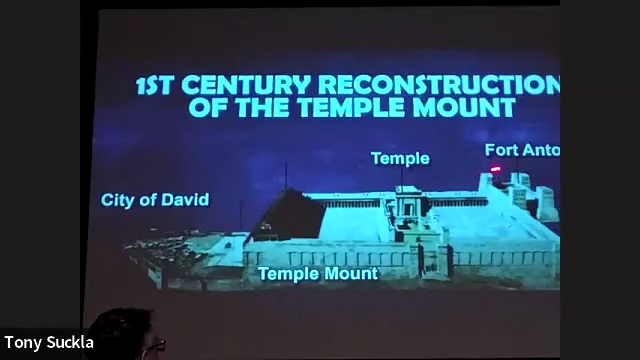 1ST CENTURY RECONSTRUCTION
OF THE TEMPLE MOUNT
Temple
Fort Anto
City of David
Temple Mount
Tony Suckla